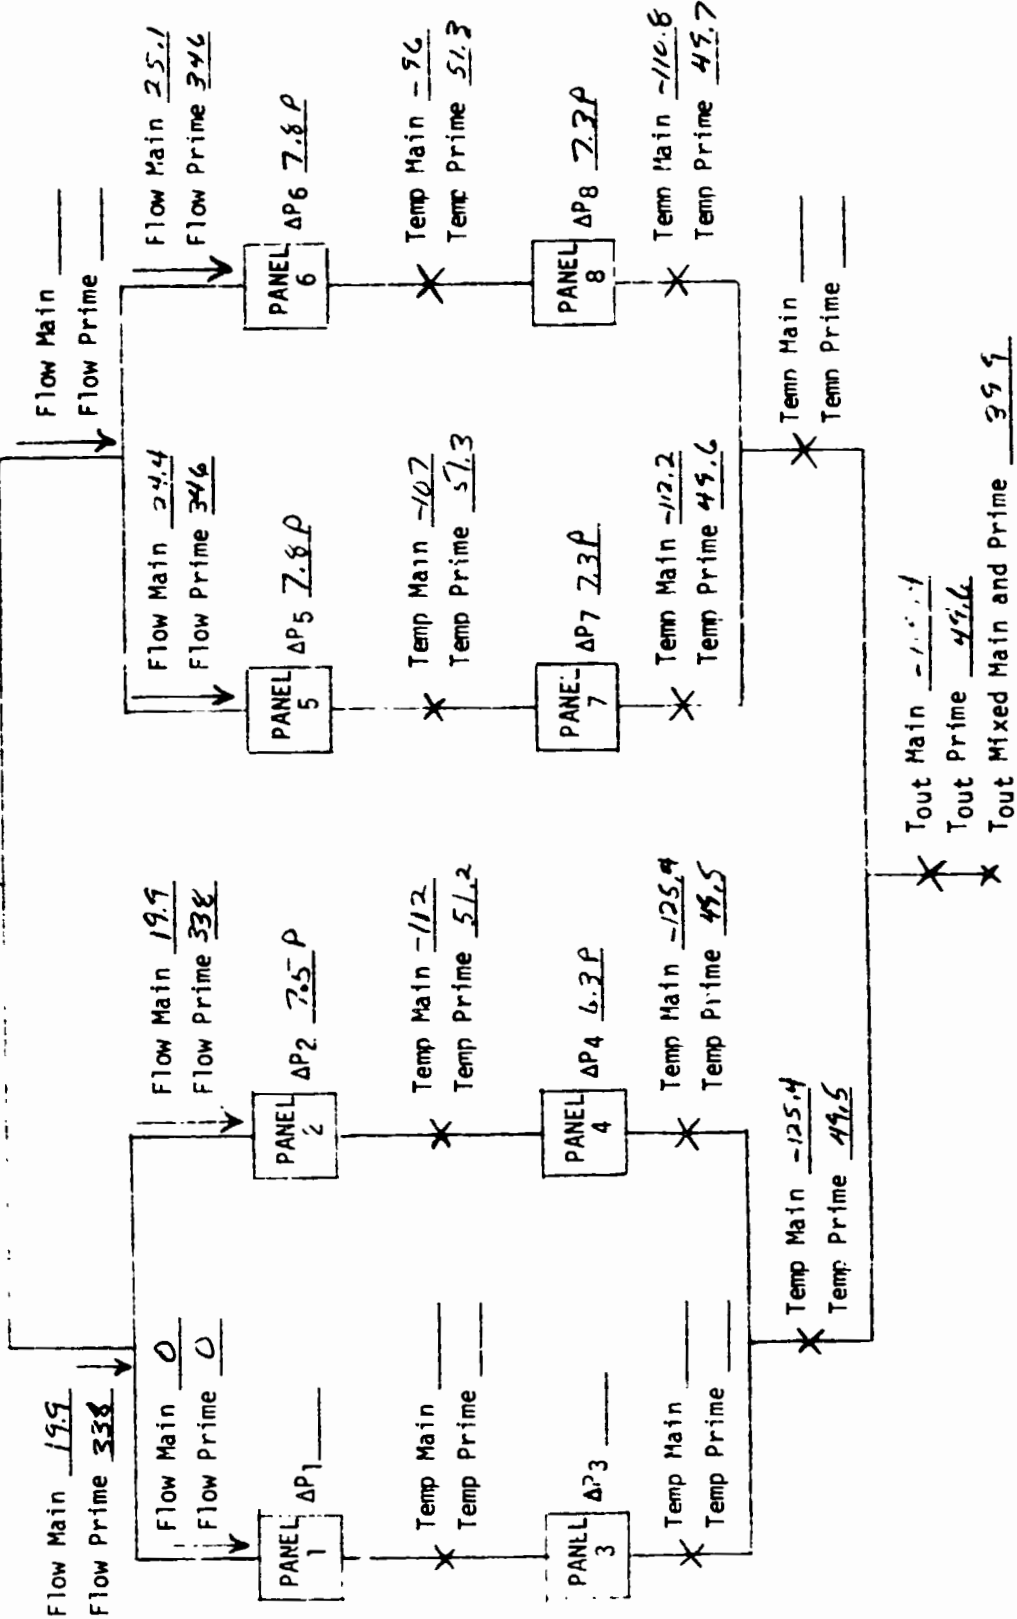 Flow Main 19.9
Flow Prime 338
Flow Main
Flow Prime
Flow Main 0
Flow Prime 0
Flow Main 19.9
Flow Prime 338
Flow Main 24.4
Flow Prime 346
Flow Main 25.1
Flow Prime 346
PANEL 1
ΔP1
PANEL 2
ΔP2 7.5 P
PANEL 5
ΔP5 7.8 P
PANEL 6
ΔP6 7.8 P
Temp Main
Temp Prime
Temp Main -112
Temp Prime 51.2
Temp Main -107
Temp Prime 51.3
Temp Main -96
Temp Prime 51.3
PANEL 3
ΔP3
PANEL 4
ΔP4 6.3P
PANEL 7
ΔP7 7.3P
PANEL 8
ΔP8 7.3P
Temp Main
Temp Prime
Temp Main -125.4
Temp Prime 49.5
Temp Main -112.2
Temp Prime 49.6
Temp Main -110.8
Temp Prime 49.7
Temp Main -125.4
Temp Prime 49.5
Temp Main
Temp Prime
Tout Main
Tout Prime 49.6
Tout Mixed Main and Prime 39 9